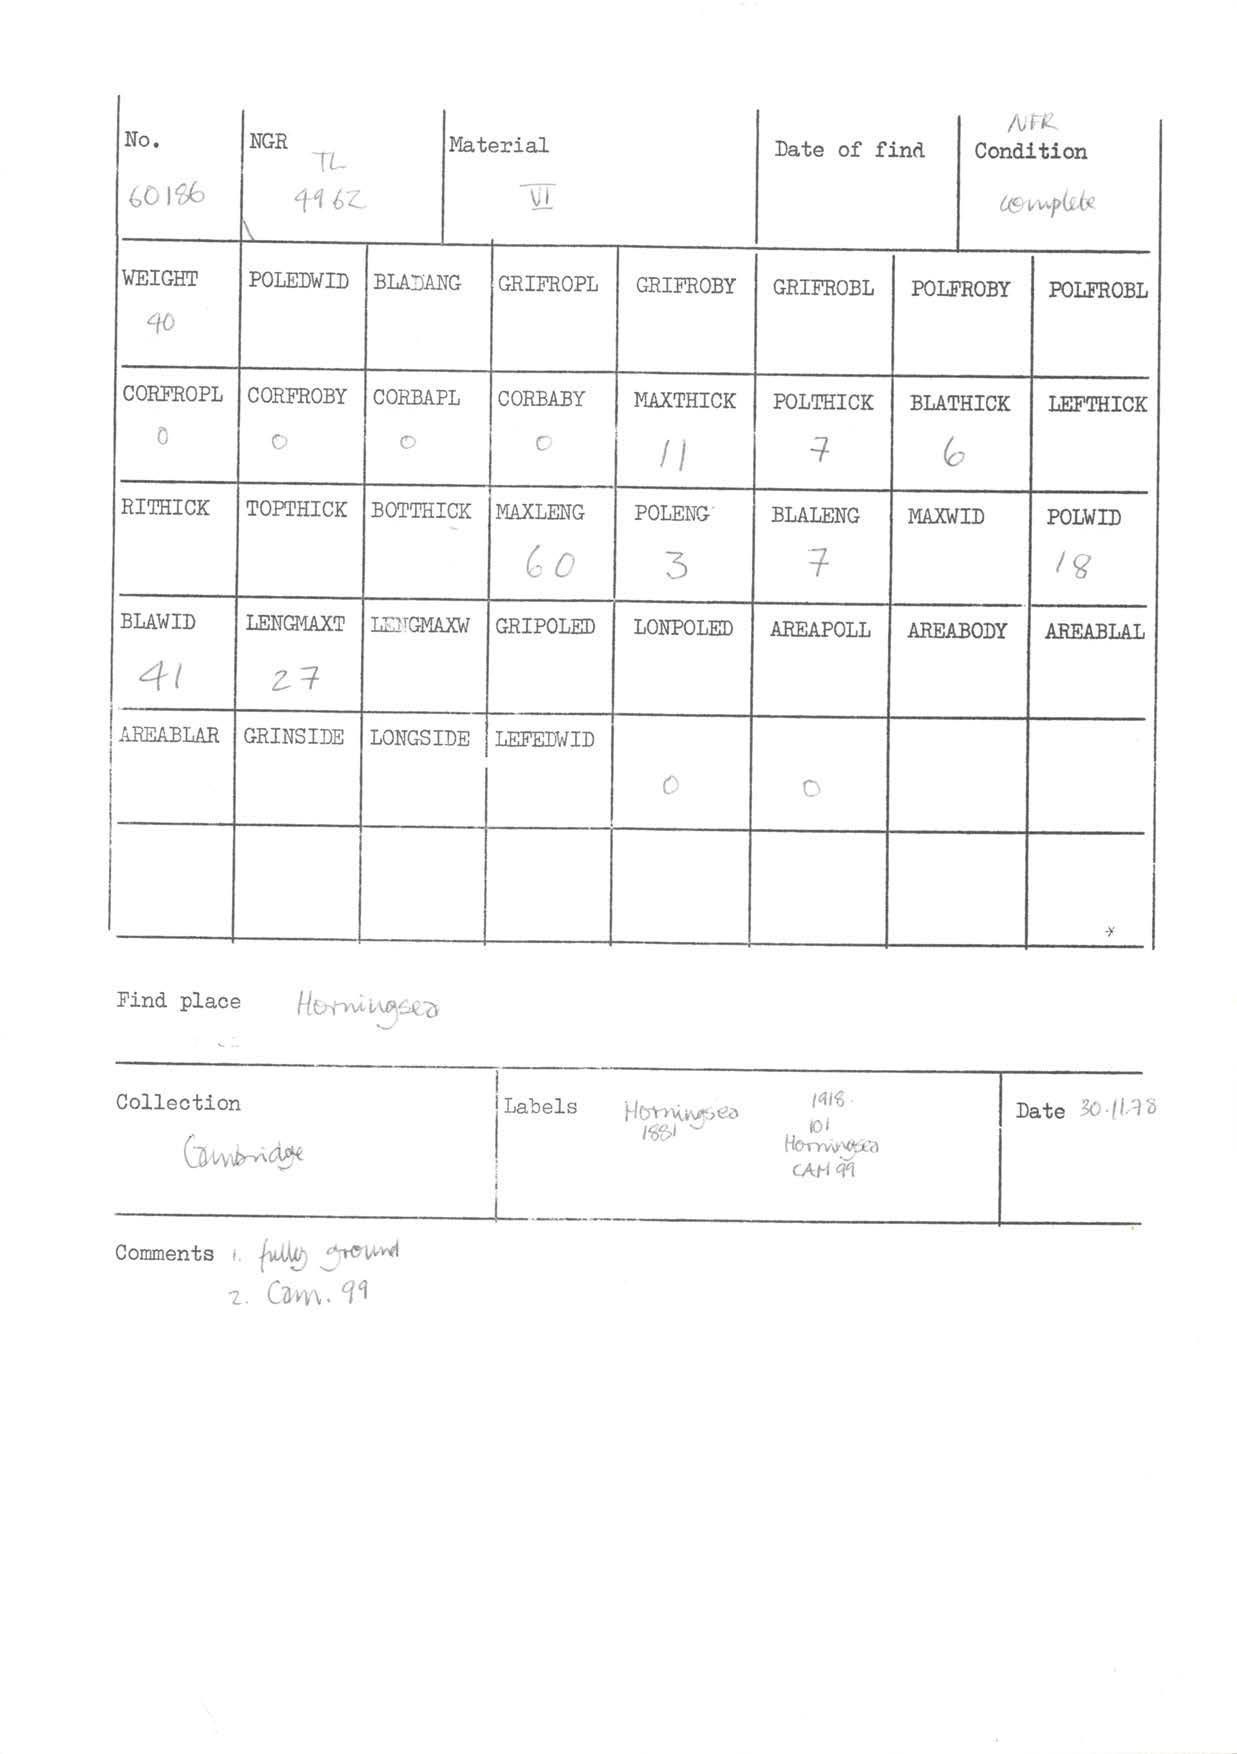 No. NGR Material Date of find NFR Condition
60186 TL 4962 VI complete
WEIGHT POLEDWID BLADANG GRIFROPL GRIFROBY GRIFROBL POLFROBY POLFROBL
40
CORFROPL CORFROBY CORBAPL CORBABY MAXTHICK POLTHICK BLATHICK LEFTHICK
0 0 0 0 11 7 6
RITHICK TOPTHICK BOTTHICK MAXLENG POLENG BLALENG MAXWID POLWID
60 3 7 18
BLAWID LENGMAXT LENGMAXW GRIPOLED LONPOLED AREAPOLL AREABODY AREABLAL
41 27
AREABLAR GRINSIDE LONGSIDE LEFEDWID
0 0
Find place Horningsea
Collection Cambridge
Labels Horningsea
1881
1918.
101
Horningsea
CAM 99
Date 30.11.78
Comments 1. fully ground
2. Cam. 99